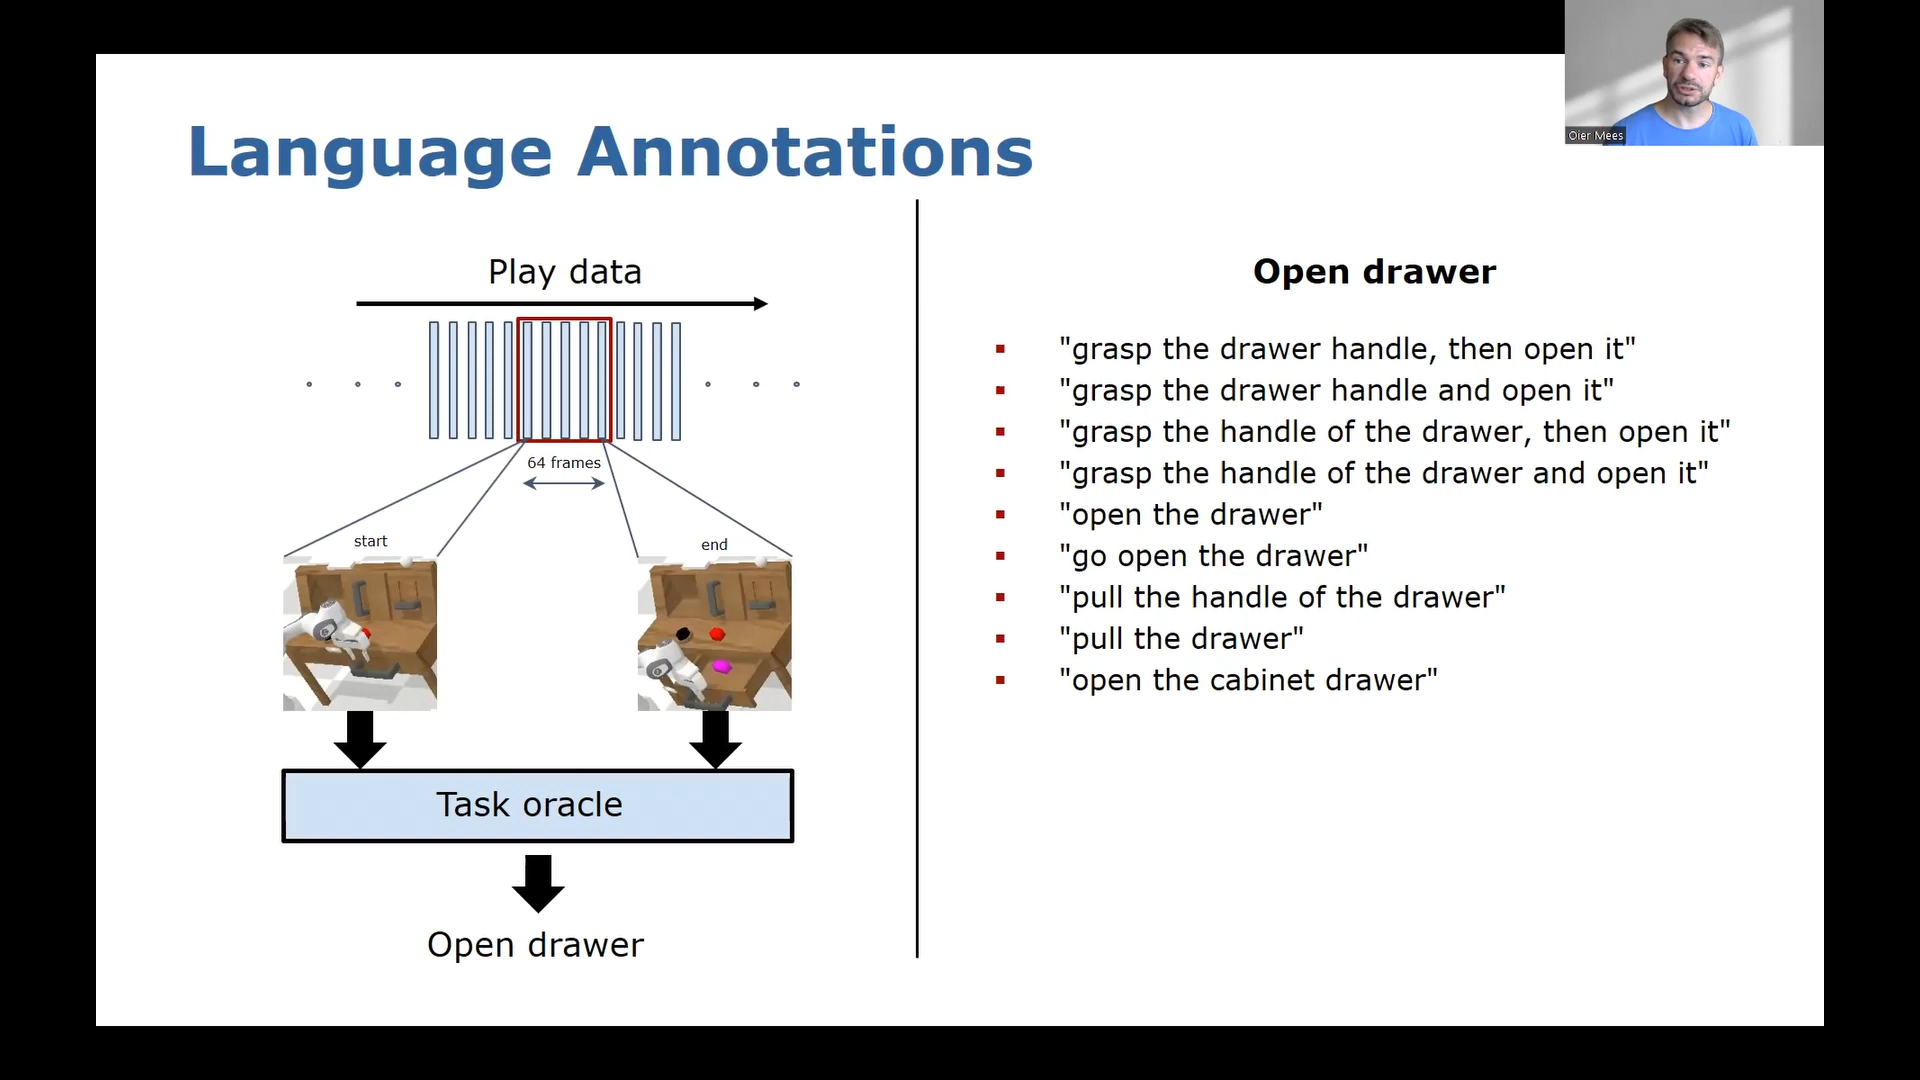 Language Annotations
Play data
64 frames
start
end
Task oracle
Open drawer
Open drawer
"grasp the drawer handle, then open it"
"grasp the drawer handle and open it"
"grasp the handle of the drawer, then open it"
"grasp the handle of the drawer and open it"
"open the drawer"
"go open the drawer"
"pull the handle of the drawer"
"pull the drawer"
"open the cabinet drawer"
Oier Mees